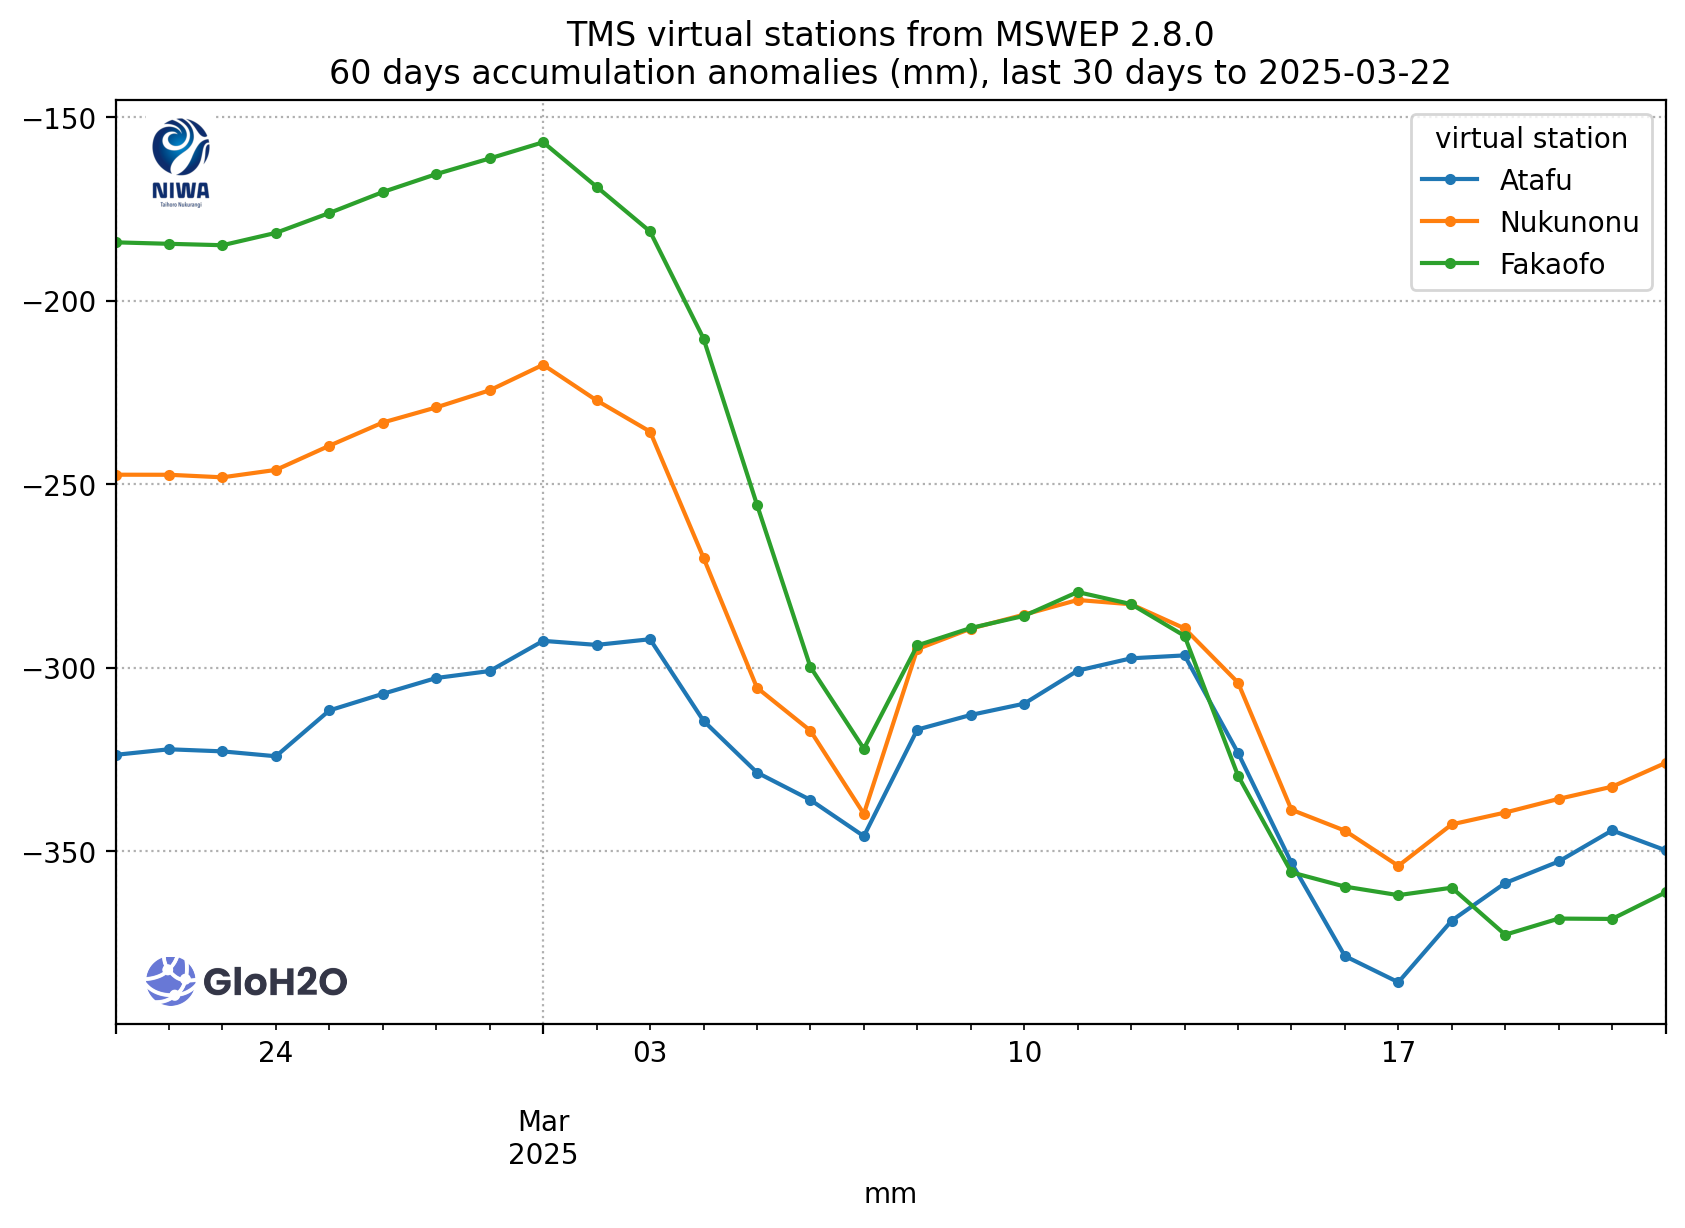 TMS virtual stations from MSWEP 2.8.0
60 days accumulation anomalies (mm), last 30 days to 2025-03-22
−150
−200
−250
−300
−350
NIWA
Taihoro Nukurangi
virtual station
Atafu
Nukunonu
Fakaofo
GloH2O
24
03
10
17
Mar
2025
mm